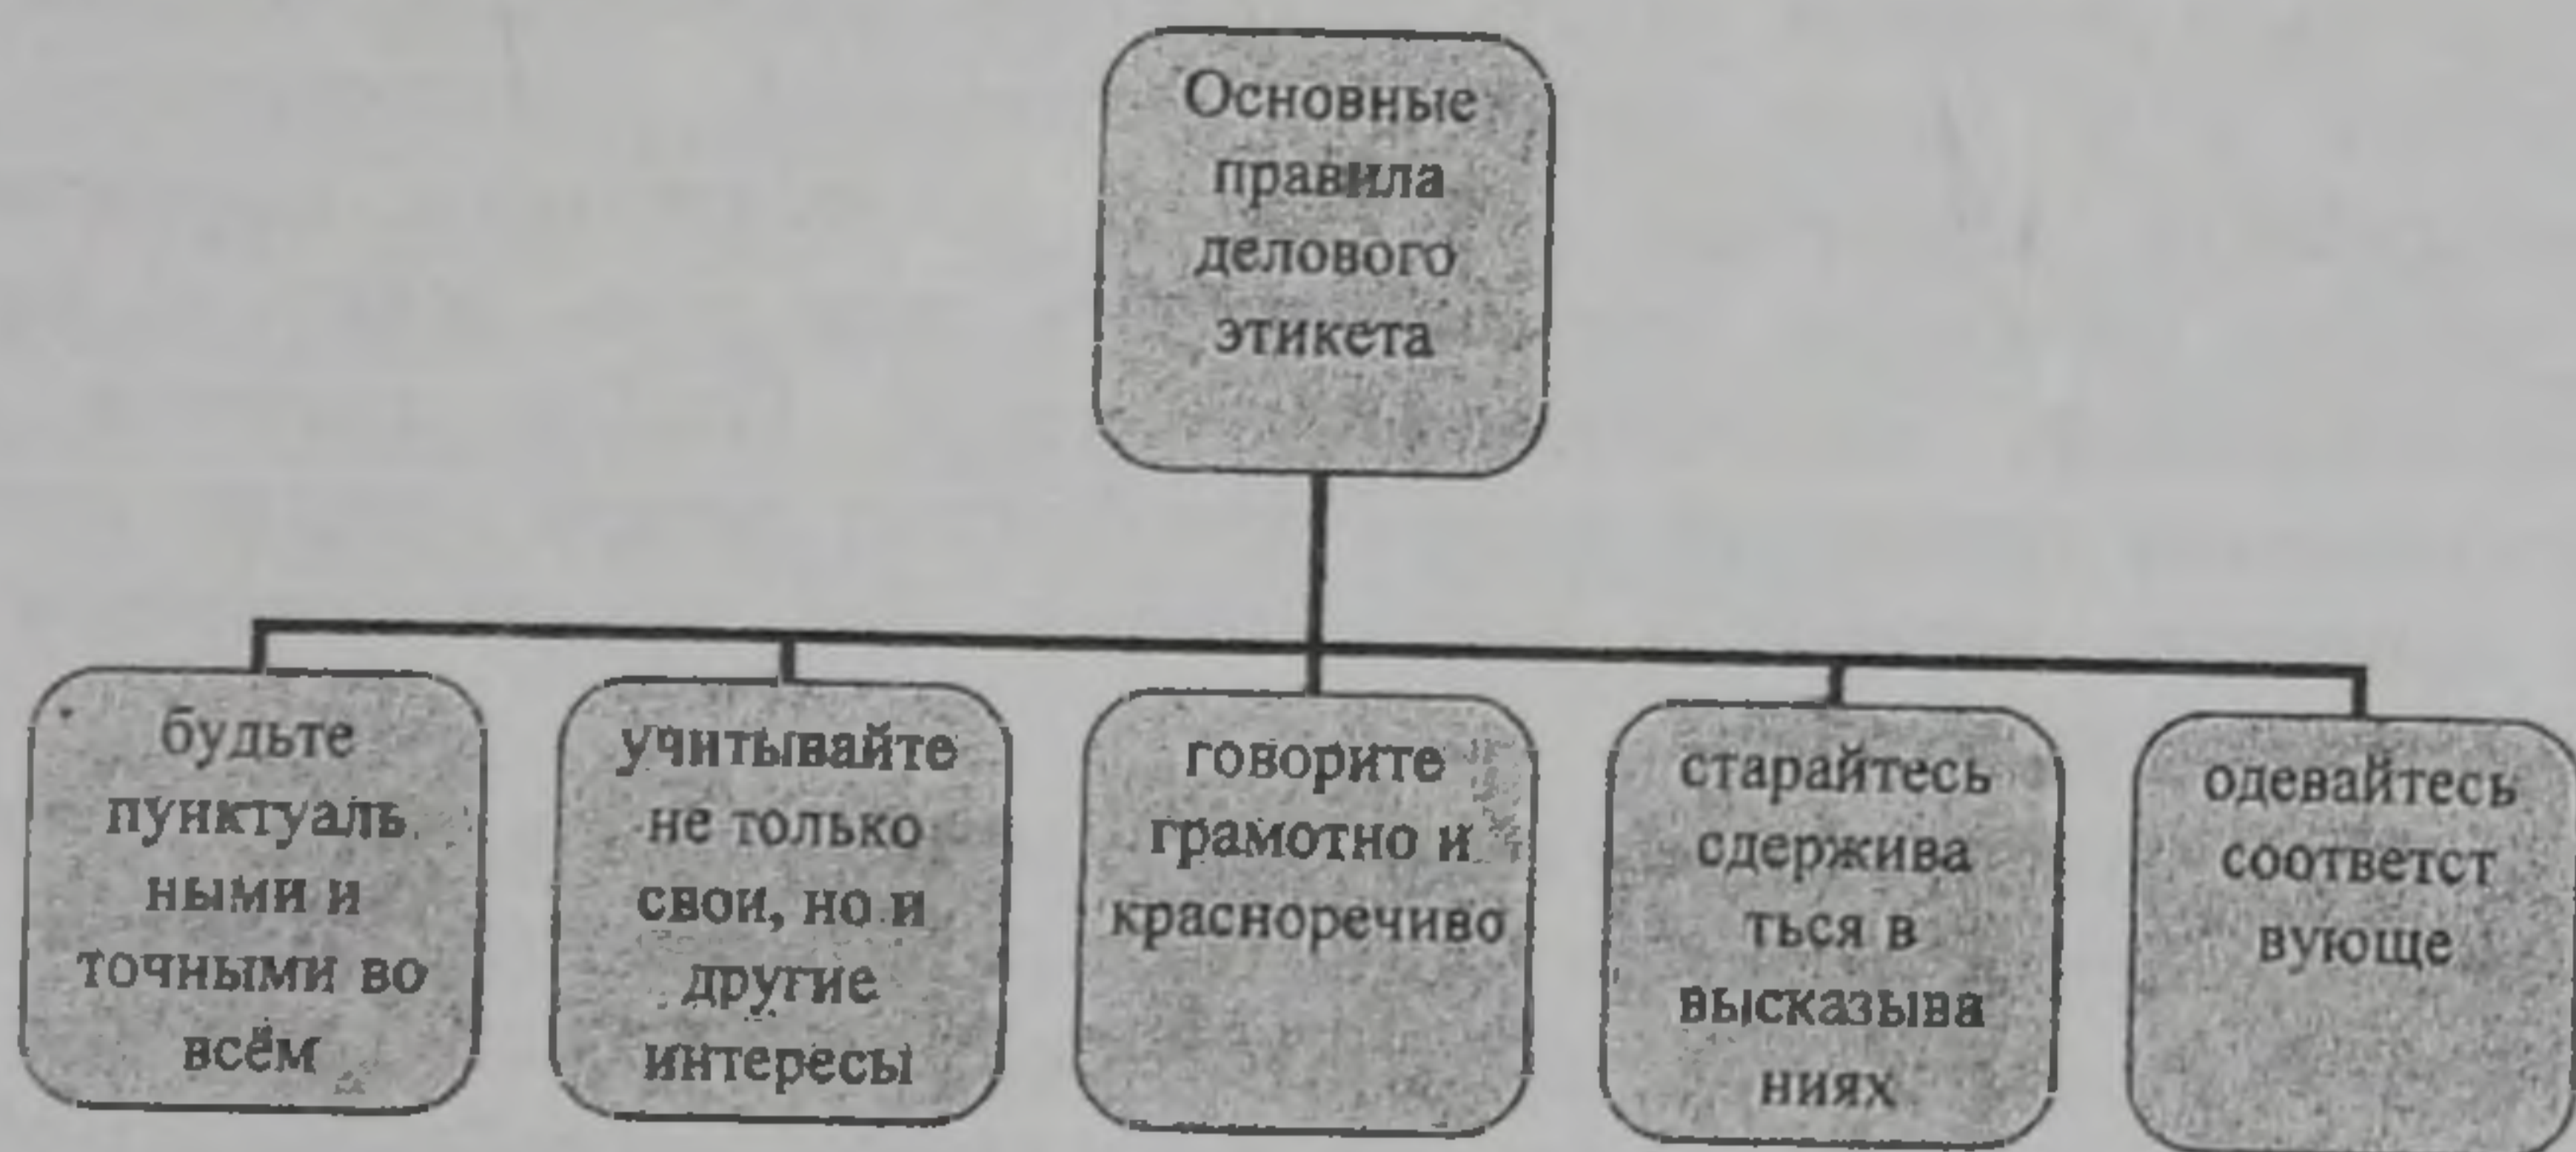 Основные
правила
делового
этикета
будьте
пунктуаль
ными и
точными во
всём
учитывайте
не только
свои, но и
другие
интересы
говорите
грамотно и
красноречиво
старайтесь
сдержива
ться в
высказыва
ниях
одевайтесь
соответст
вующе